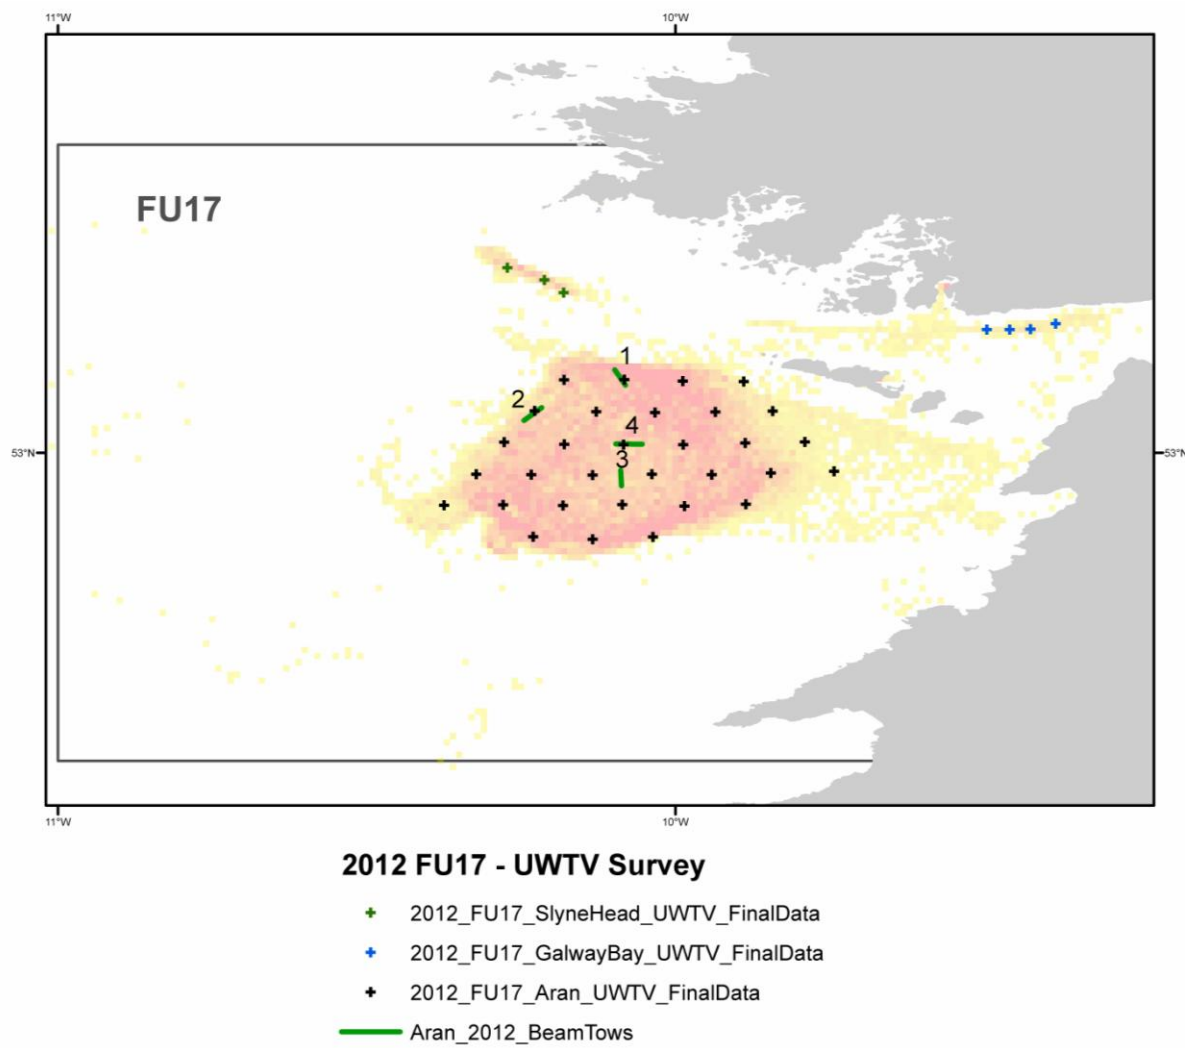 11°W 10°W
FU17
1
2
4
53°N 53°N
3
11°W 10°W
2012 FU17 - UWTV Survey
2012_FU17_SlyneHead_UWTV_FinalData
2012_FU17_GalwayBay_UWTV_FinalData
2012_FU17_Aran_UWTV_FinalData
Aran_2012_BeamTows